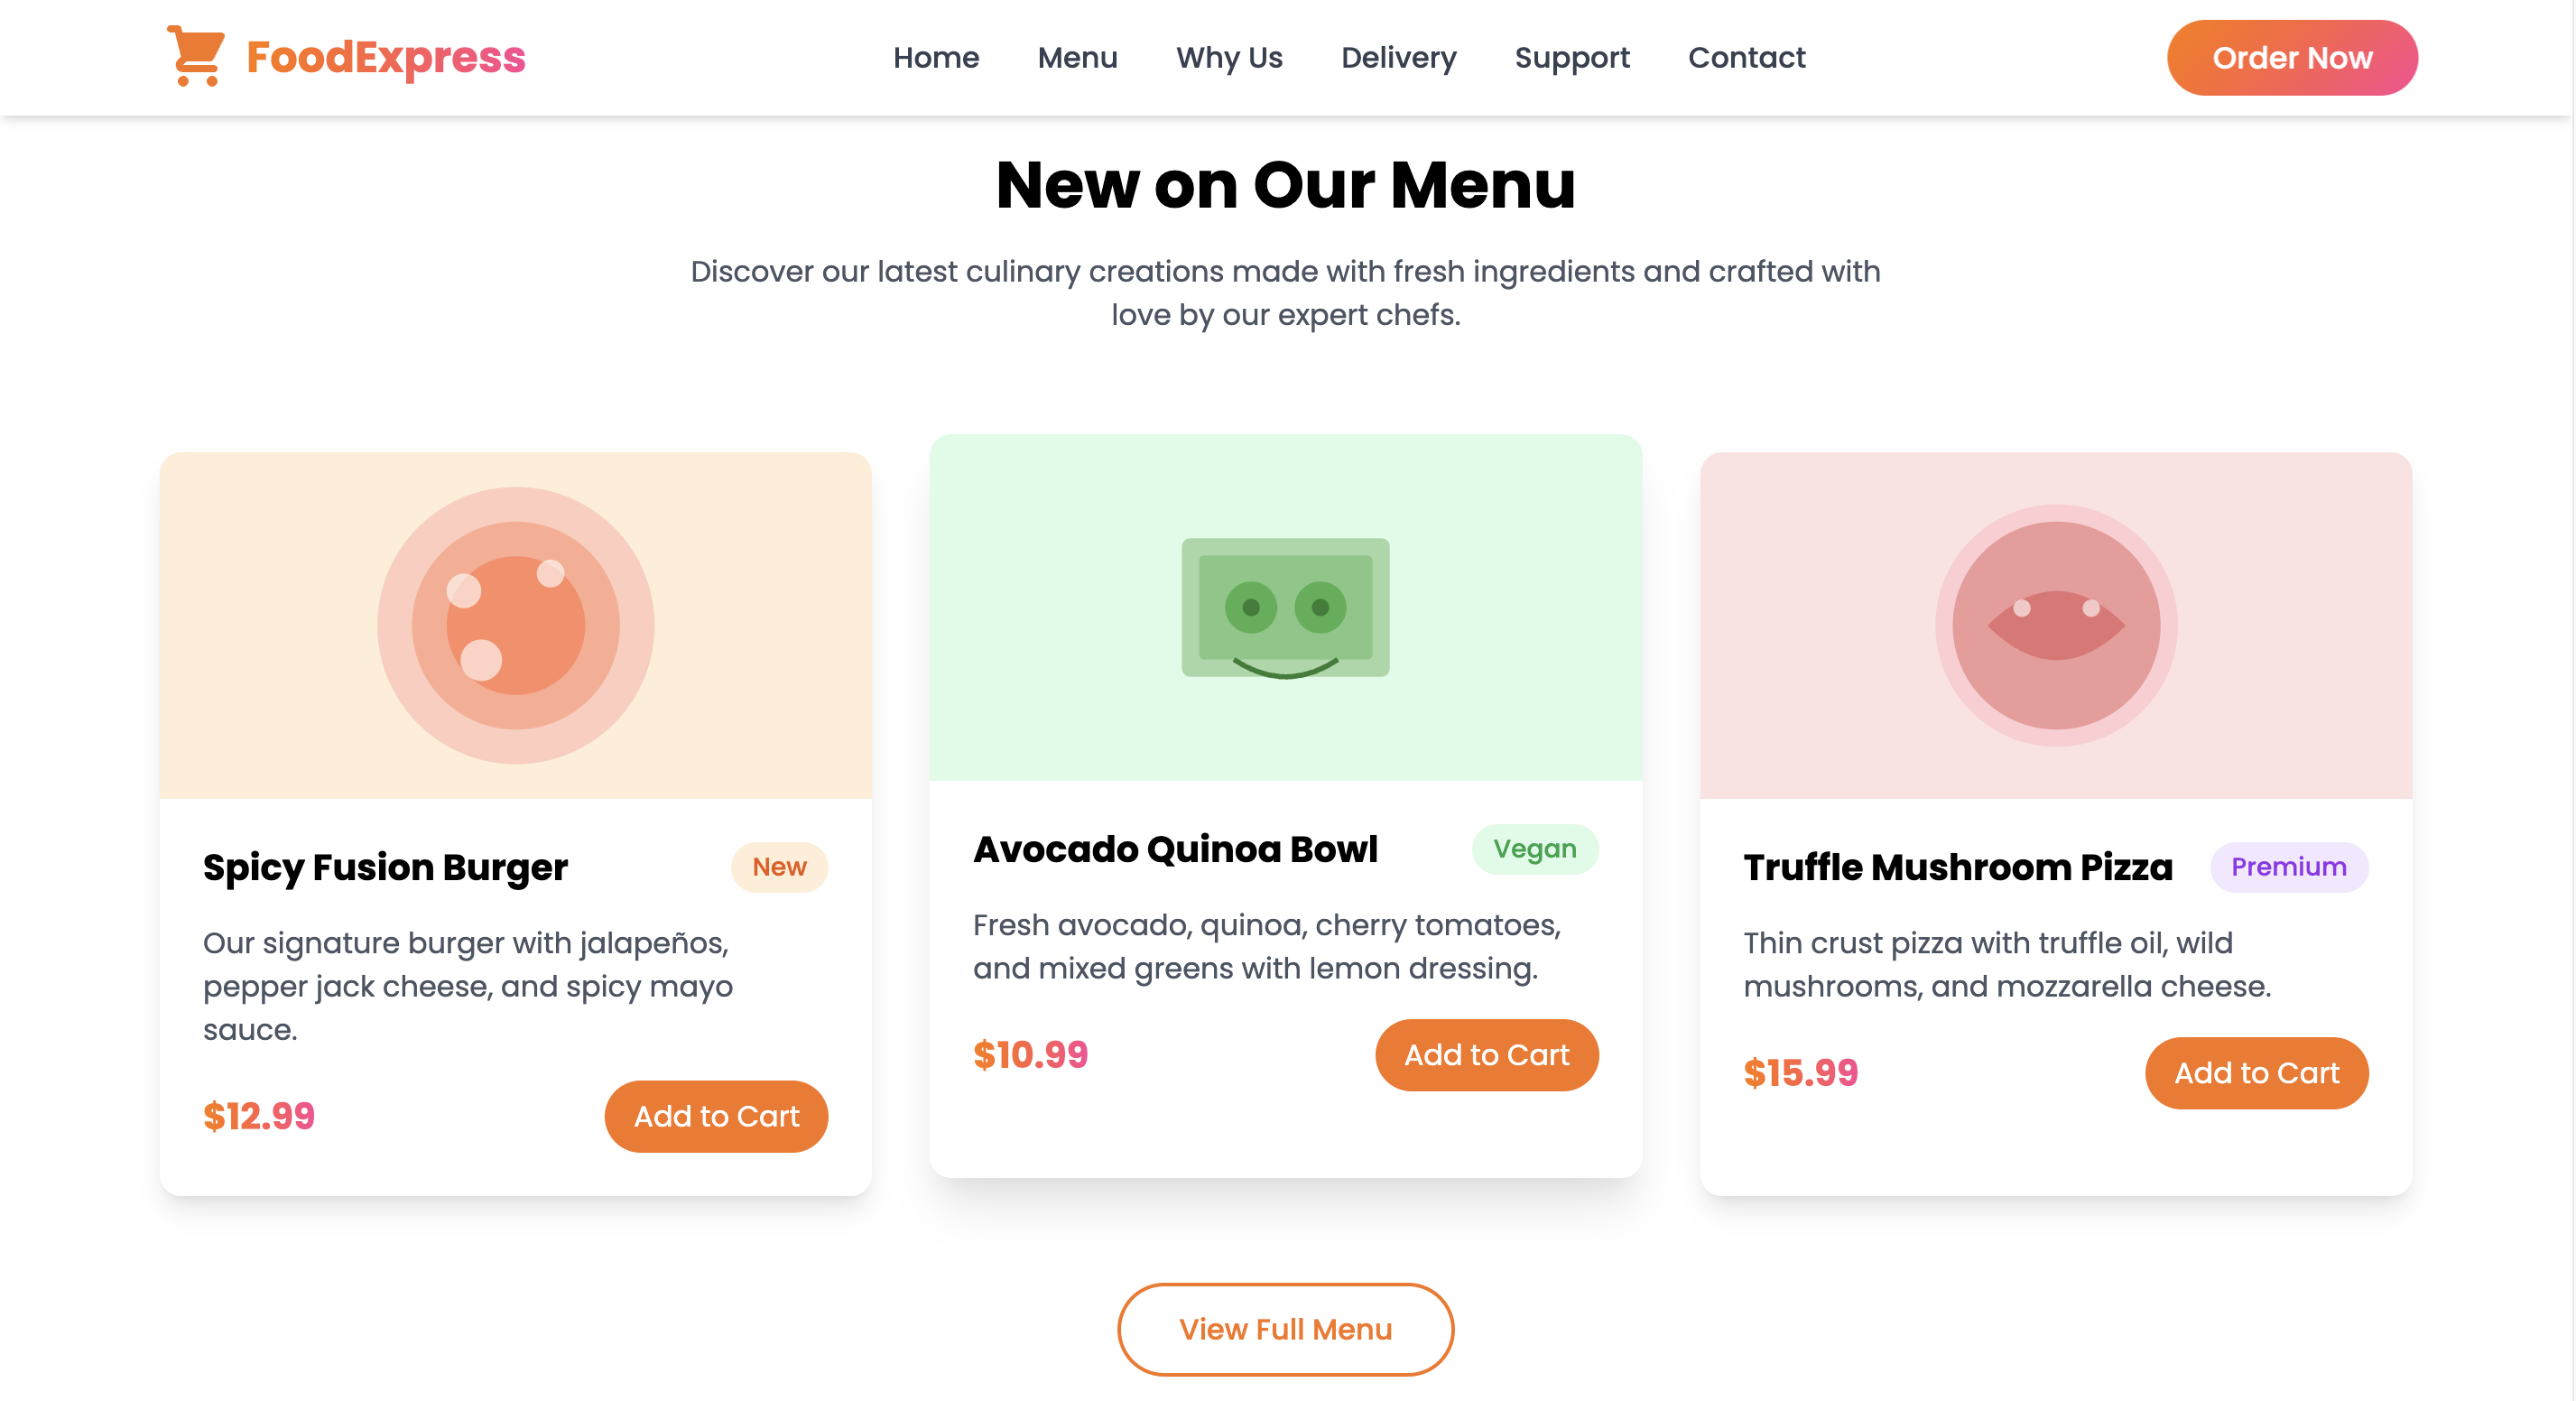 FoodExpress
Home
Menu
Why Us
Delivery
Support
Contact
Order Now
New on Our Menu
Discover our latest culinary creations made with fresh ingredients and crafted with
love by our expert chefs.
Spicy Fusion Burger
New
Our signature burger with jalapeños,
pepper jack cheese, and spicy mayo
sauce.
$12.99
Add to Cart
Avocado Quinoa Bowl
Vegan
Fresh avocado, quinoa, cherry tomatoes,
and mixed greens with lemon dressing.
$10.99
Add to Cart
Truffle Mushroom Pizza
Premium
Thin crust pizza with truffle oil, wild
mushrooms, and mozzarella cheese.
$15.99
Add to Cart
View Full Menu